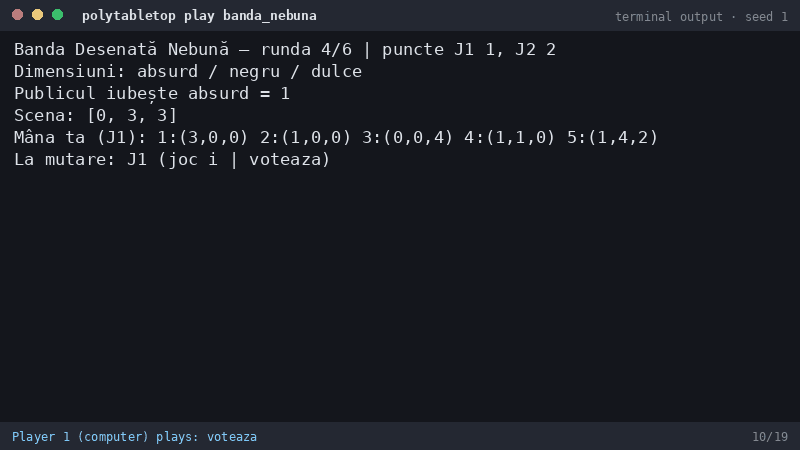 polytabletop play banda_nebuna
terminal output · seed 1
Banda Desenată Nebună — runda 4/6 | puncte J1 1, J2 2
Dimensiuni: absurd / negru / dulce
Publicul iubește absurd = 1
Scena: [0, 3, 3]
Mâna ta (J1): 1:(3,0,0) 2:(1,0,0) 3:(0,0,4) 4:(1,1,0) 5:(1,4,2)
La mutare: J1 (joc i | voteaza)
Player 1 (computer) plays: voteaza
10/19